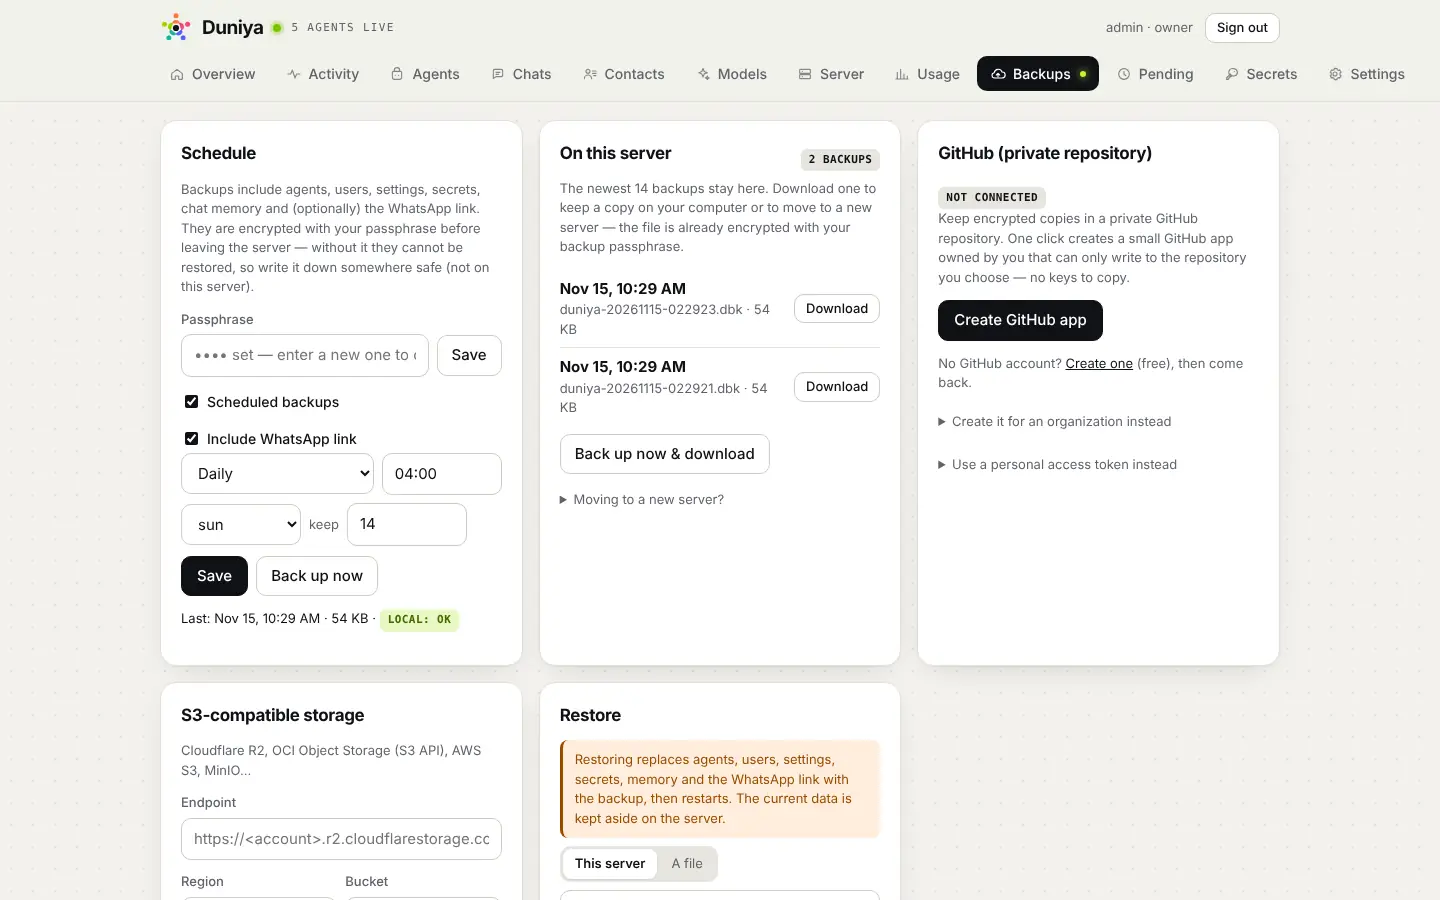 Duniya
5 AGENTS LIVE
admin · owner
Sign out
Overview
Activity
Agents
Chats
Contacts
Models
Server
Usage
Backups
Pending
Secrets
Settings
Schedule
Backups include agents, users, settings, secrets,
chat memory and (optionally) the WhatsApp link.
They are encrypted with your passphrase before
leaving the server — without it they cannot be
restored, so write it down somewhere safe (not on
this server).
Passphrase
•••• set — enter a new one to
Save
Scheduled backups
Include WhatsApp link
Daily
04:00
sun
keep
14
Save
Back up now
Last: Nov 15, 10:29 AM · 54 KB ·
LOCAL: OK
On this server
2 BACKUPS
The newest 14 backups stay here. Download one to
keep a copy on your computer or to move to a new
server — the file is already encrypted with your
backup passphrase.
Nov 15, 10:29 AM
duniya-20261115-022923.dbk · 54
KB
Download
Nov 15, 10:29 AM
duniya-20261115-022921.dbk · 54
KB
Download
Back up now & download
Moving to a new server?
GitHub (private repository)
NOT CONNECTED
Keep encrypted copies in a private GitHub
repository. One click creates a small GitHub app
owned by you that can only write to the repository
you choose — no keys to copy.
Create GitHub app
No GitHub account? Create one (free), then come
back.
Create it for an organization instead
Use a personal access token instead
S3-compatible storage
Cloudflare R2, OCI Object Storage (S3 API), AWS
S3, MinIO...
Endpoint
https://<account>.r2.cloudflarestorage.cc
Region
Bucket
Restore
Restoring replaces agents, users, settings,
secrets, memory and the WhatsApp link with
the backup, then restarts. The current data is
kept aside on the server.
This server
A file